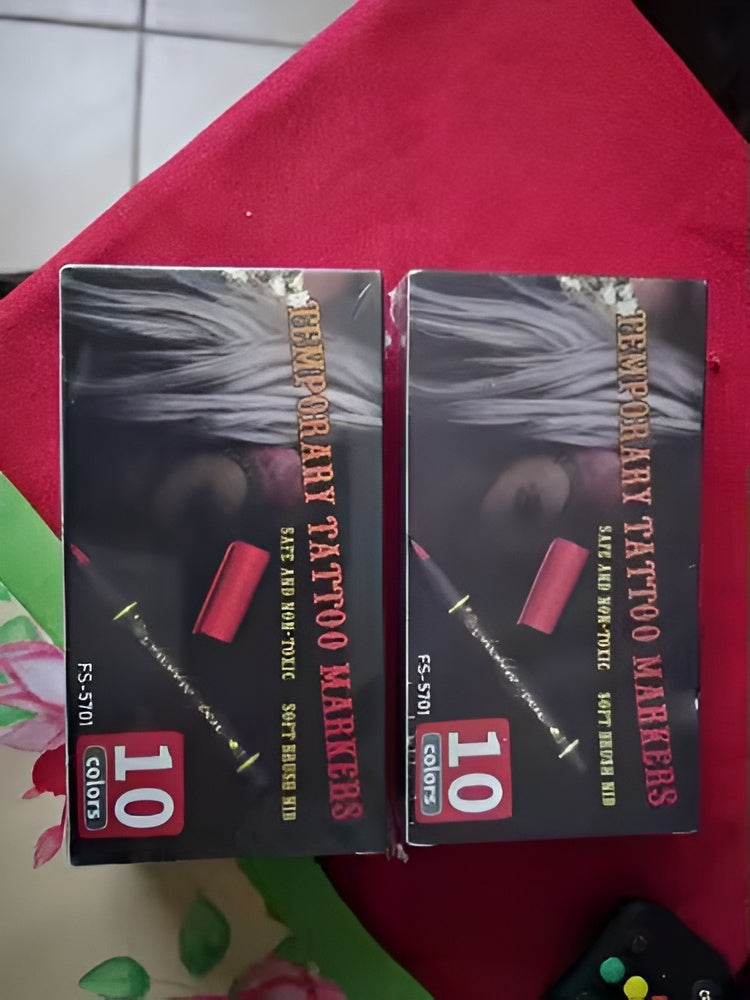 TEMPORARY TATTOO MARKERS
SAFE AND NON-TOXIC SOFT BRUSH NIB
FS-5701
10
colors
TEMPORARY TATTOO MARKERS
SAFE AND NON-TOXIC SOFT BRUSH NIB
FS-5701
10
colors